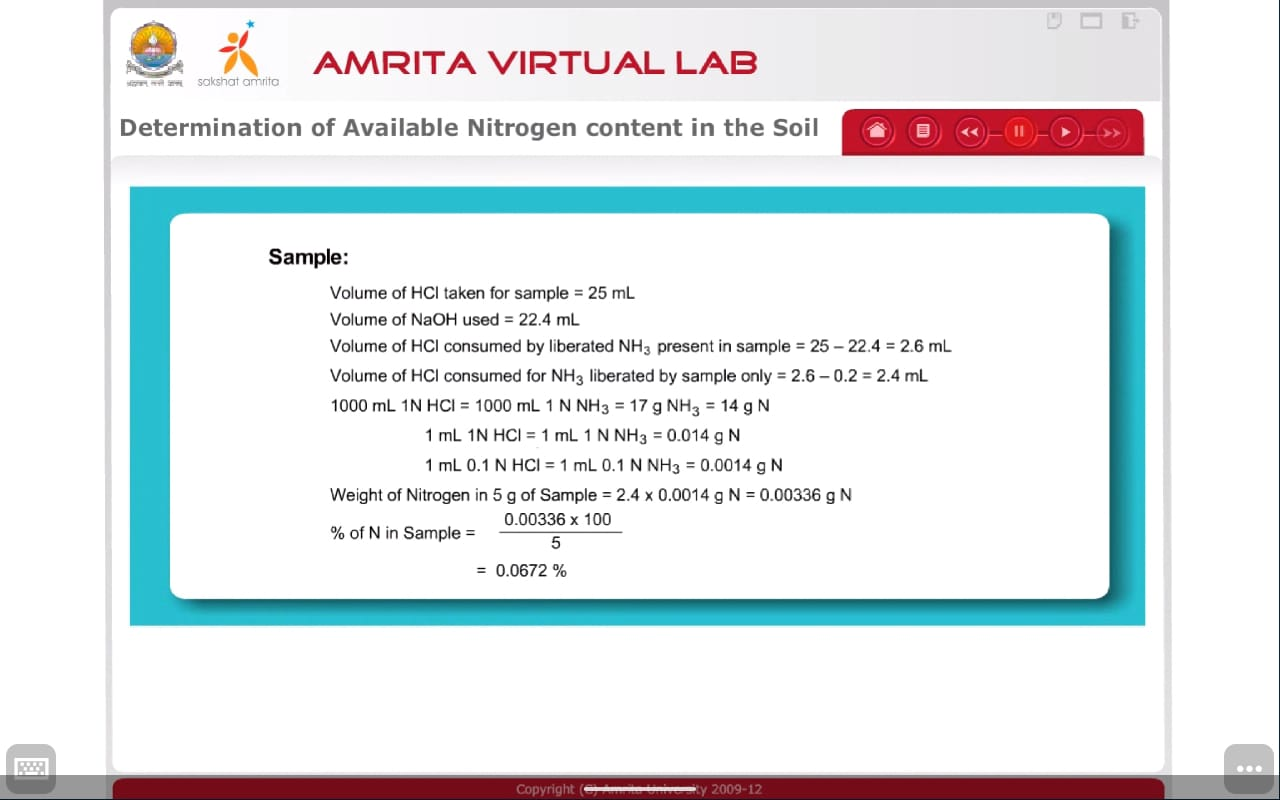 sakshat amrita
AMRITA VIRTUAL LAB
Determination of Available Nitrogen content in the Soil
Sample:
Volume of HCl taken for sample = 25 mL
Volume of NaOH used = 22.4 mL
Volume of HCl consumed by liberated NH₃ present in sample = 25 – 22.4 = 2.6 mL
Volume of HCl consumed for NH₃ liberated by sample only = 2.6 – 0.2 = 2.4 mL
1000 mL 1N HCl = 1000 mL 1 N NH₃ = 17 g NH₃ = 14 g N
1 mL 1N HCl = 1 mL 1 N NH₃ = 0.014 g N
1 mL 0.1 N HCl = 1 mL 0.1 N NH₃ = 0.0014 g N
Weight of Nitrogen in 5 g of Sample = 2.4 x 0.0014 g N = 0.00336 g N
% of N in Sample = 0.00336 x 100
5
= 0.0672 %
Copyright (C) Amrita University 2009-12